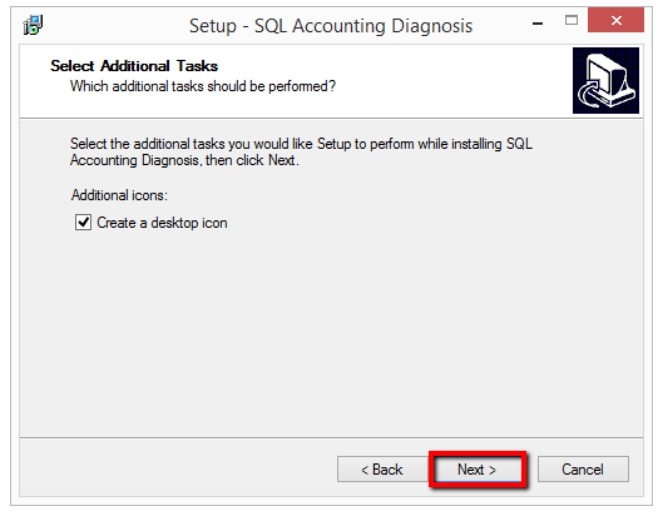 Setup - SQL Accounting Diagnosis
Select Additional Tasks
Which additional tasks should be performed?
Select the additional tasks you would like Setup to perform while installing SQL
Accounting Diagnosis, then click Next.
Additional icons:
Create a desktop icon
< Back Next > Cancel